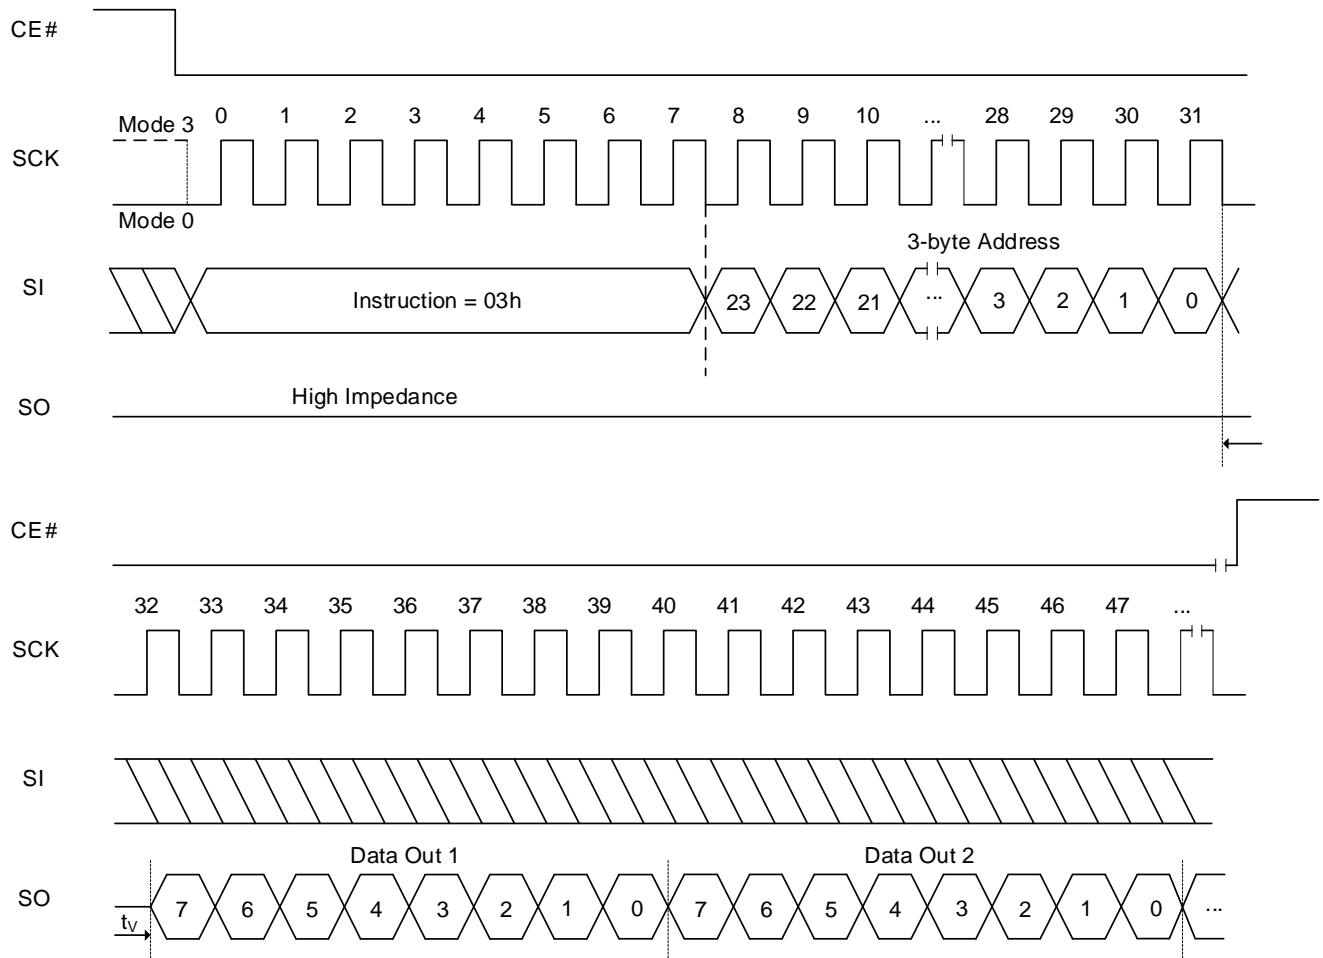 CE#
0 1 2 3 4 5 6 7 8 9 10 ... 28 29 30 31
Mode 3
SCK
Mode 0
3-byte Address
SI
Instruction = 03h 23 22 21 ... 3 2 1 0
High Impedance
SO
CE#
32 33 34 35 36 37 38 39 40 41 42 43 44 45 46 47 ...
SCK
SI
Data Out 1 Data Out 2
SO
7 6 5 4 3 2 1 0 7 6 5 4 3 2 1 0 ...
tV